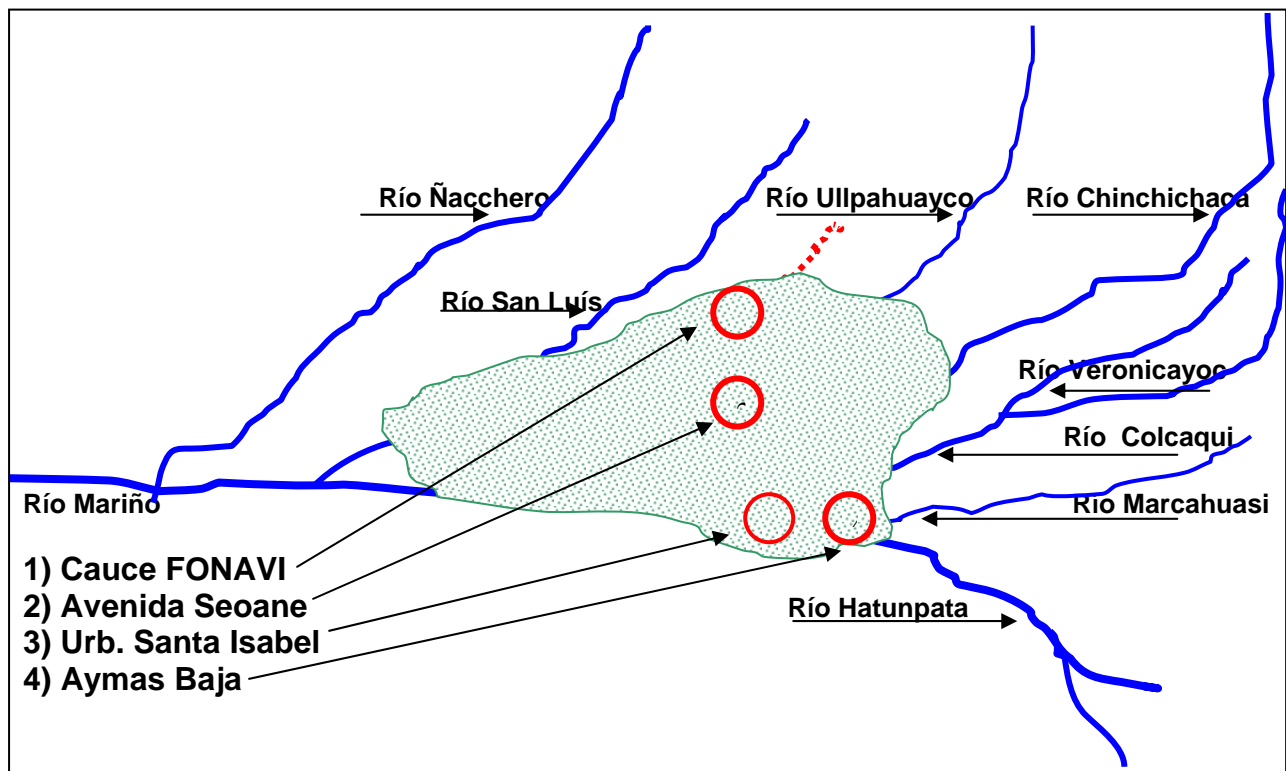 Río Ñacchero
Río Ullpahuayco
Río Chinchichaca
Río San Luís
Río Veronicayoc
Río Colcaqui
Río Mariño
Río Marcahuasi
1) Cauce FONAVI
2) Avenida Seoane
3) Urb. Santa Isabel
4) Aymas Baja
Río Hatunpata